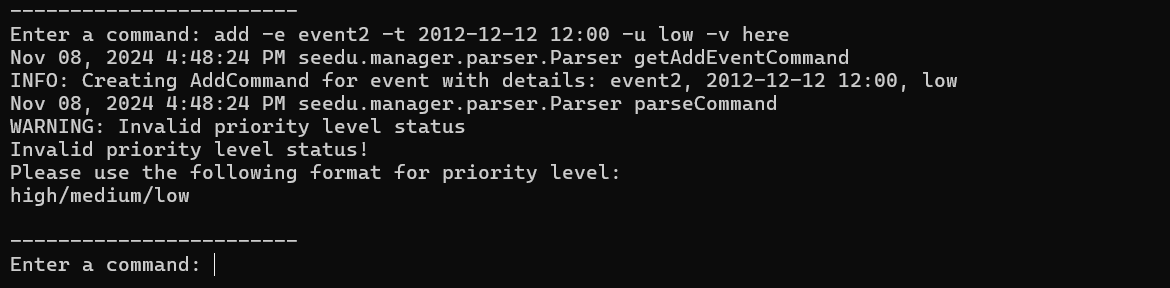 ------------------------
Enter a command: add -e event2 -t 2012-12-12 12:00 -u low -v here
Nov 08, 2024 4:48:24 PM seedu.manager.parser.Parser getAddEventCommand
INFO: Creating AddCommand for event with details: event2, 2012-12-12 12:00, low
Nov 08, 2024 4:48:24 PM seedu.manager.parser.Parser parseCommand
WARNING: Invalid priority level status
Invalid priority level status!
Please use the following format for priority level:
high/medium/low
------------------------
Enter a command: